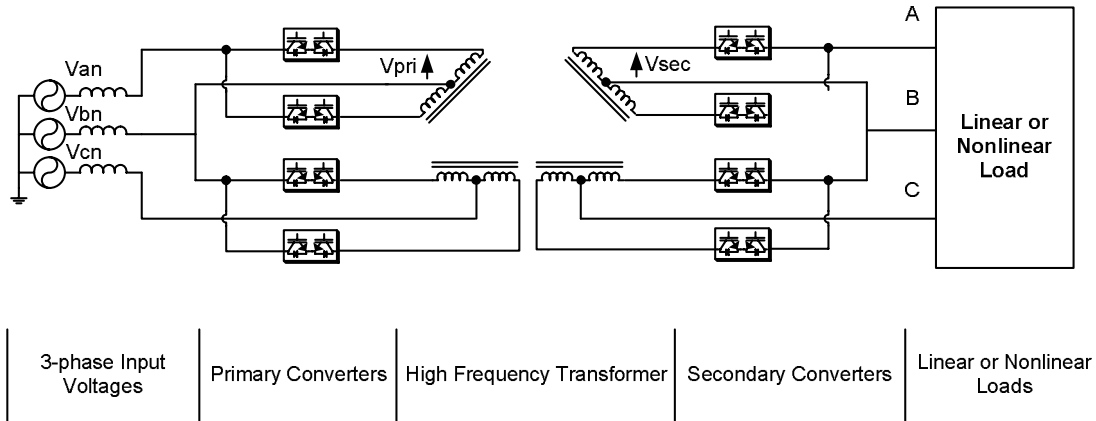 A
Van
Vpri
Vsec
Vbn
B
Linear or
Nonlinear
Load
Vcn
C
3-phase Input
Voltages
Primary Converters
High Frequency Transformer
Secondary Converters
Linear or Nonlinear
Loads